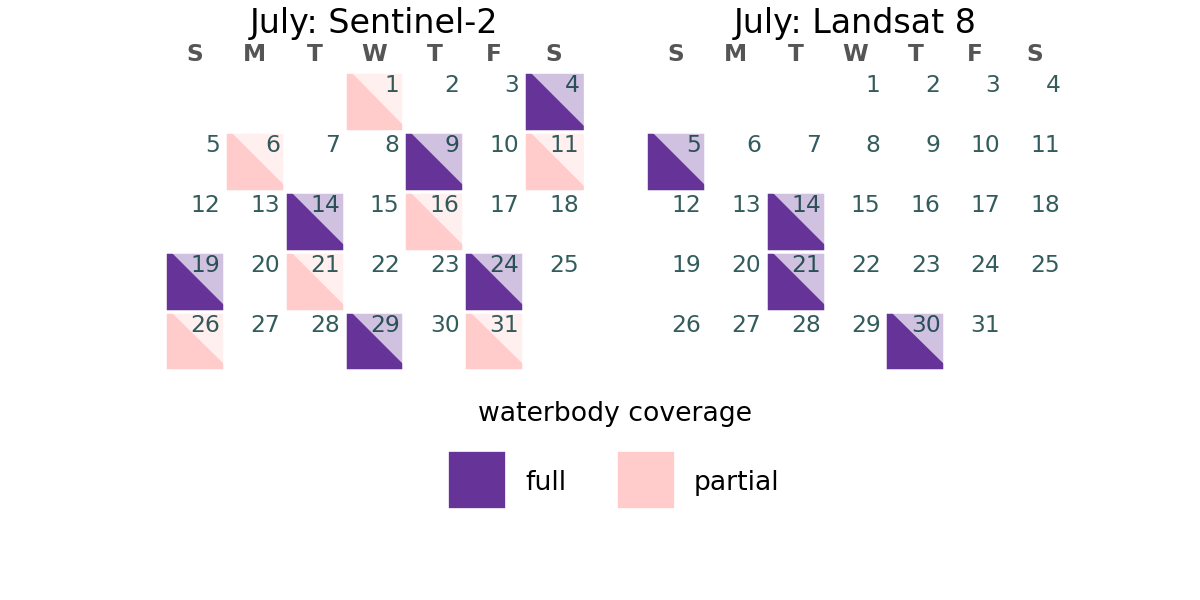 July: Sentinel-2
S M T W T F S
1 2 3 4
5 6 7 8 9 10 11
12 13 14 15 16 17 18
19 20 21 22 23 24 25
26 27 28 29 30 31
July: Landsat 8
S M T W T F S
1 2 3 4
5 6 7 8 9 10 11
12 13 14 15 16 17 18
19 20 21 22 23 24 25
26 27 28 29 30 31
waterbody coverage
full
partial